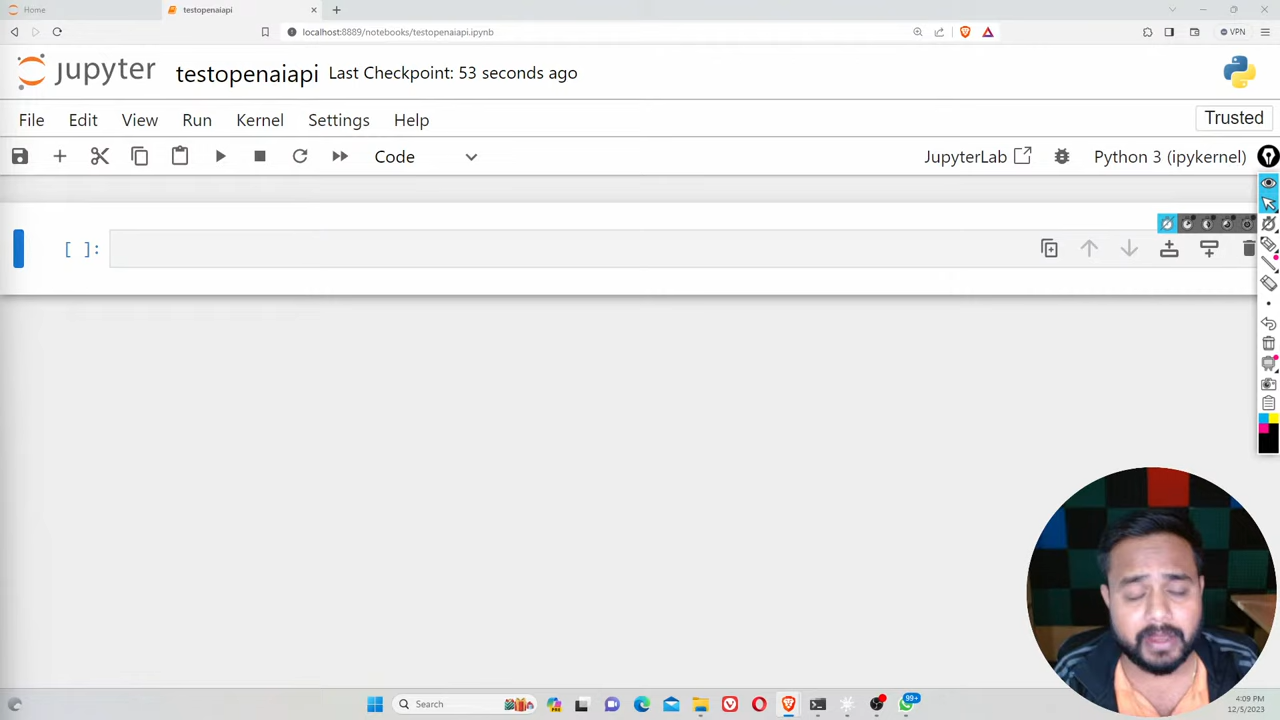 Home
testopenaiapi
localhost:8889/notebooks/testopenaiapi.ipynb
VPN
jupyter
testopenaiapi Last Checkpoint: 53 seconds ago
File Edit View Run Kernel Settings Help
Trusted
Code
JupyterLab
Python 3 (ipykernel)
[ ]:
Search
99+
4:09 PM
12/5/2023